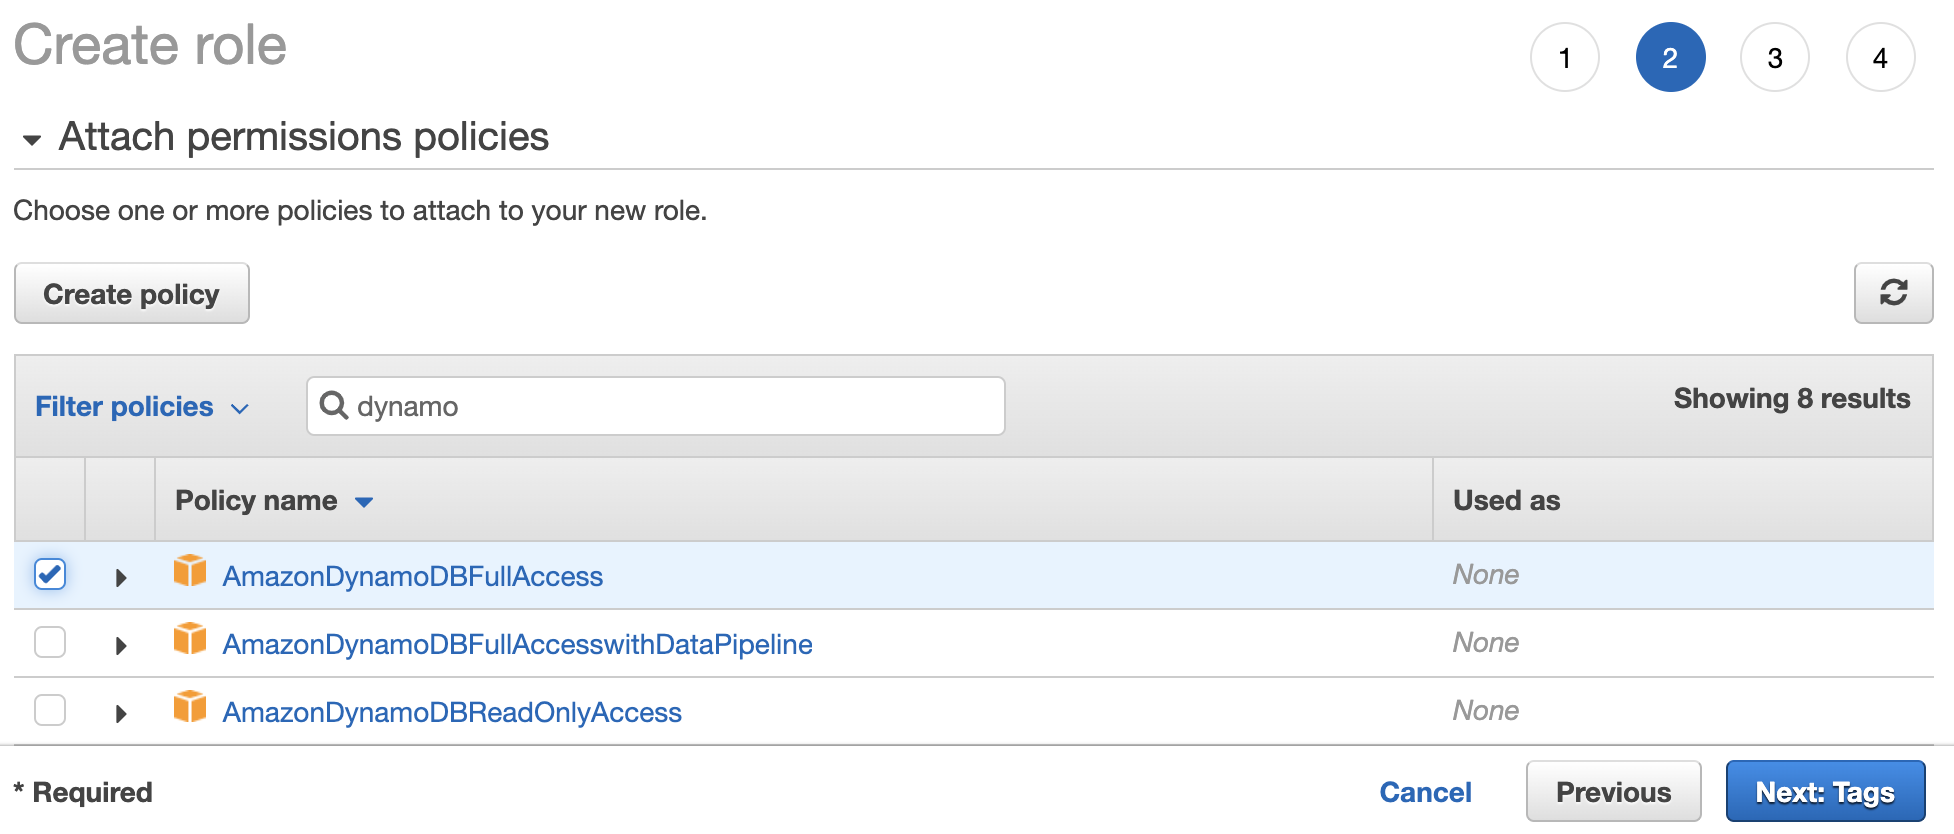 Create role
1 2 3 4
Attach permissions policies
Choose one or more policies to attach to your new role.
Create policy
Filter policies dynamo Showing 8 results
Policy name Used as
AmazonDynamoDBFullAccess None
AmazonDynamoDBFullAccesswithDataPipeline None
AmazonDynamoDBReadOnlyAccess None
* Required Cancel Previous Next: Tags